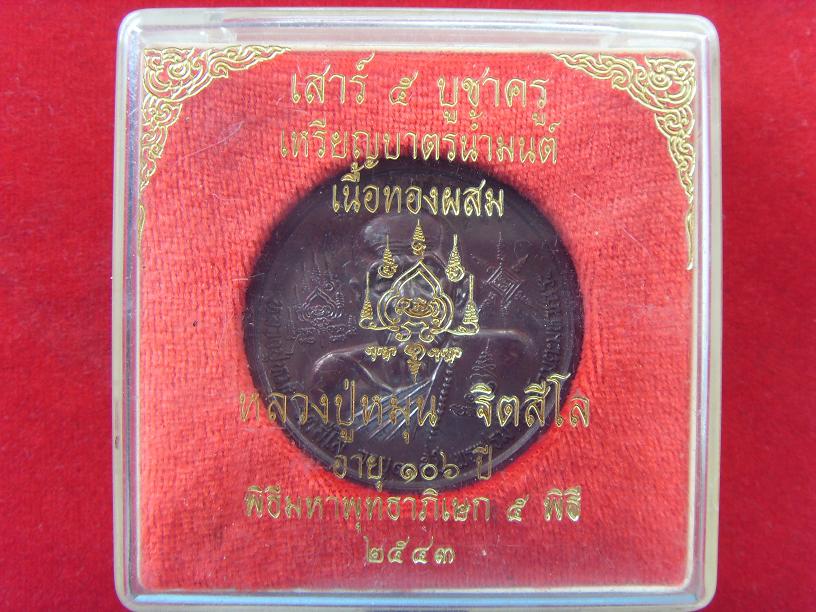 เสาร์ ๕ บูชาครู
เหรียญบาตรน้ำมนต์
เนื้อทองผสม
หลวงปู่หมุน ฐิตสีโล
อายุ ๑๐๖ ปี
พิธีมหาพุทธาภิเษก ๕ พิธี
๒๕๔๓